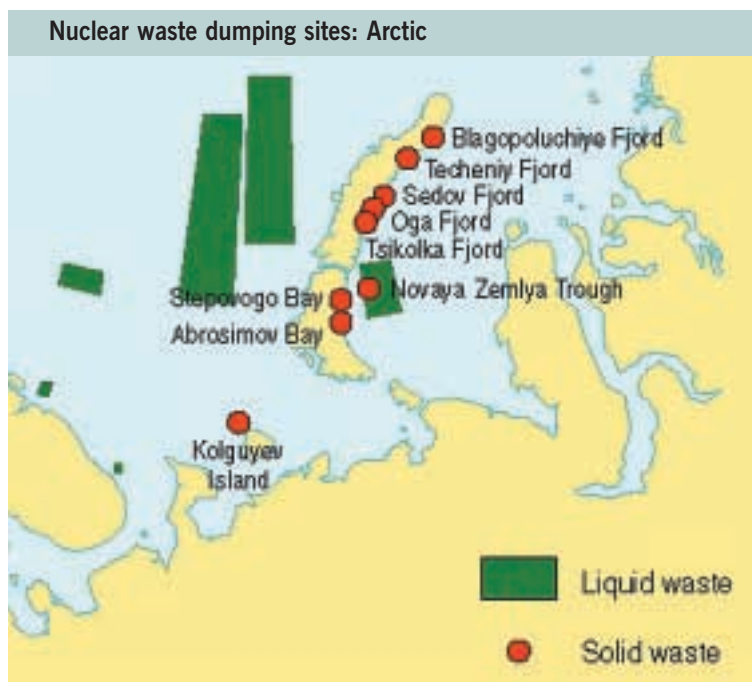 Nuclear waste dumping sites: Arctic
Blagopoluchiye Fjord
Techeniy Fjord
Sedov Fjord
Oga Fjord
Tsikolka Fjord
Stepovogo Bay
Novaya Zemlya Trough
Abrosimov Bay
Kolguyev
Island
Liquid waste
Solid waste